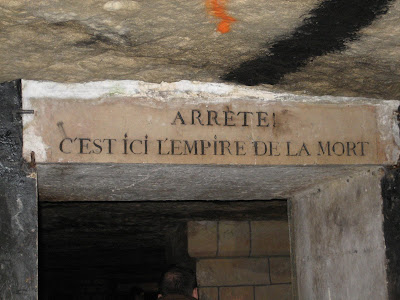 ARRÊTE!
C'EST ICI L'EMPIRE DE LA MORT